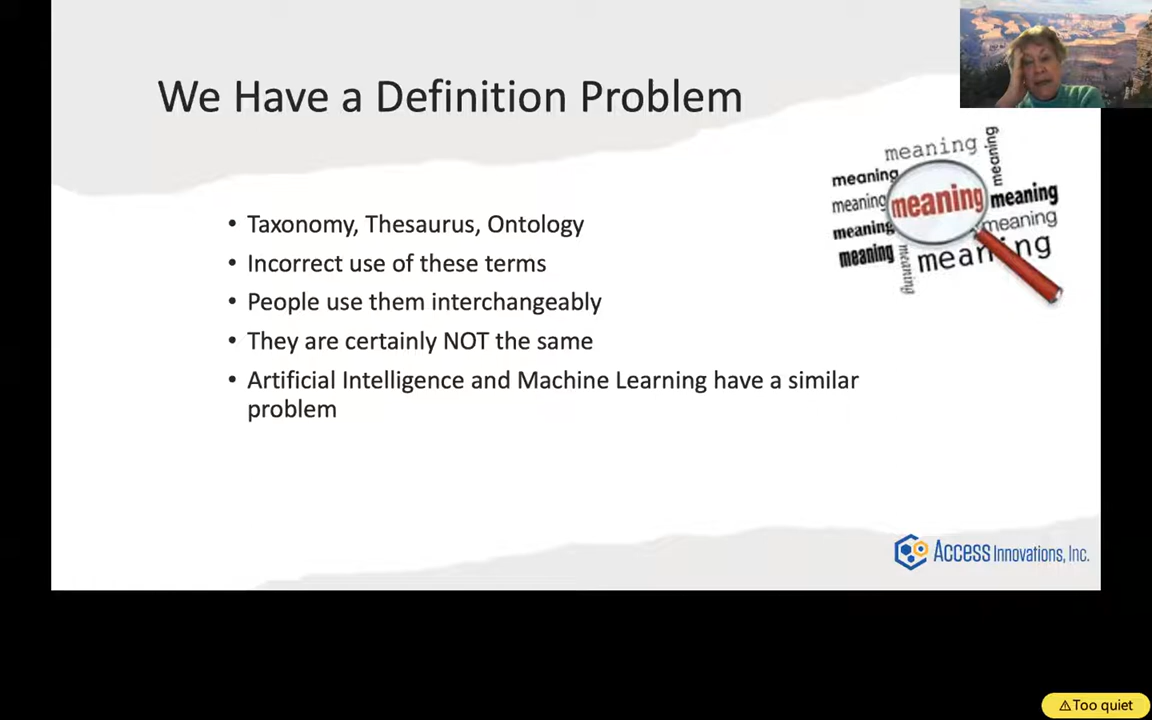 We Have a Definition Problem
meaning
meaning
meaning
meaning
meaning
meaning
meaning
meaning
meaning
meaning
meaning
• Taxonomy, Thesaurus, Ontology
• Incorrect use of these terms
• People use them interchangeably
• They are certainly NOT the same
• Artificial Intelligence and Machine Learning have a similar
problem
Access Innovations, Inc.
⚠Too quiet